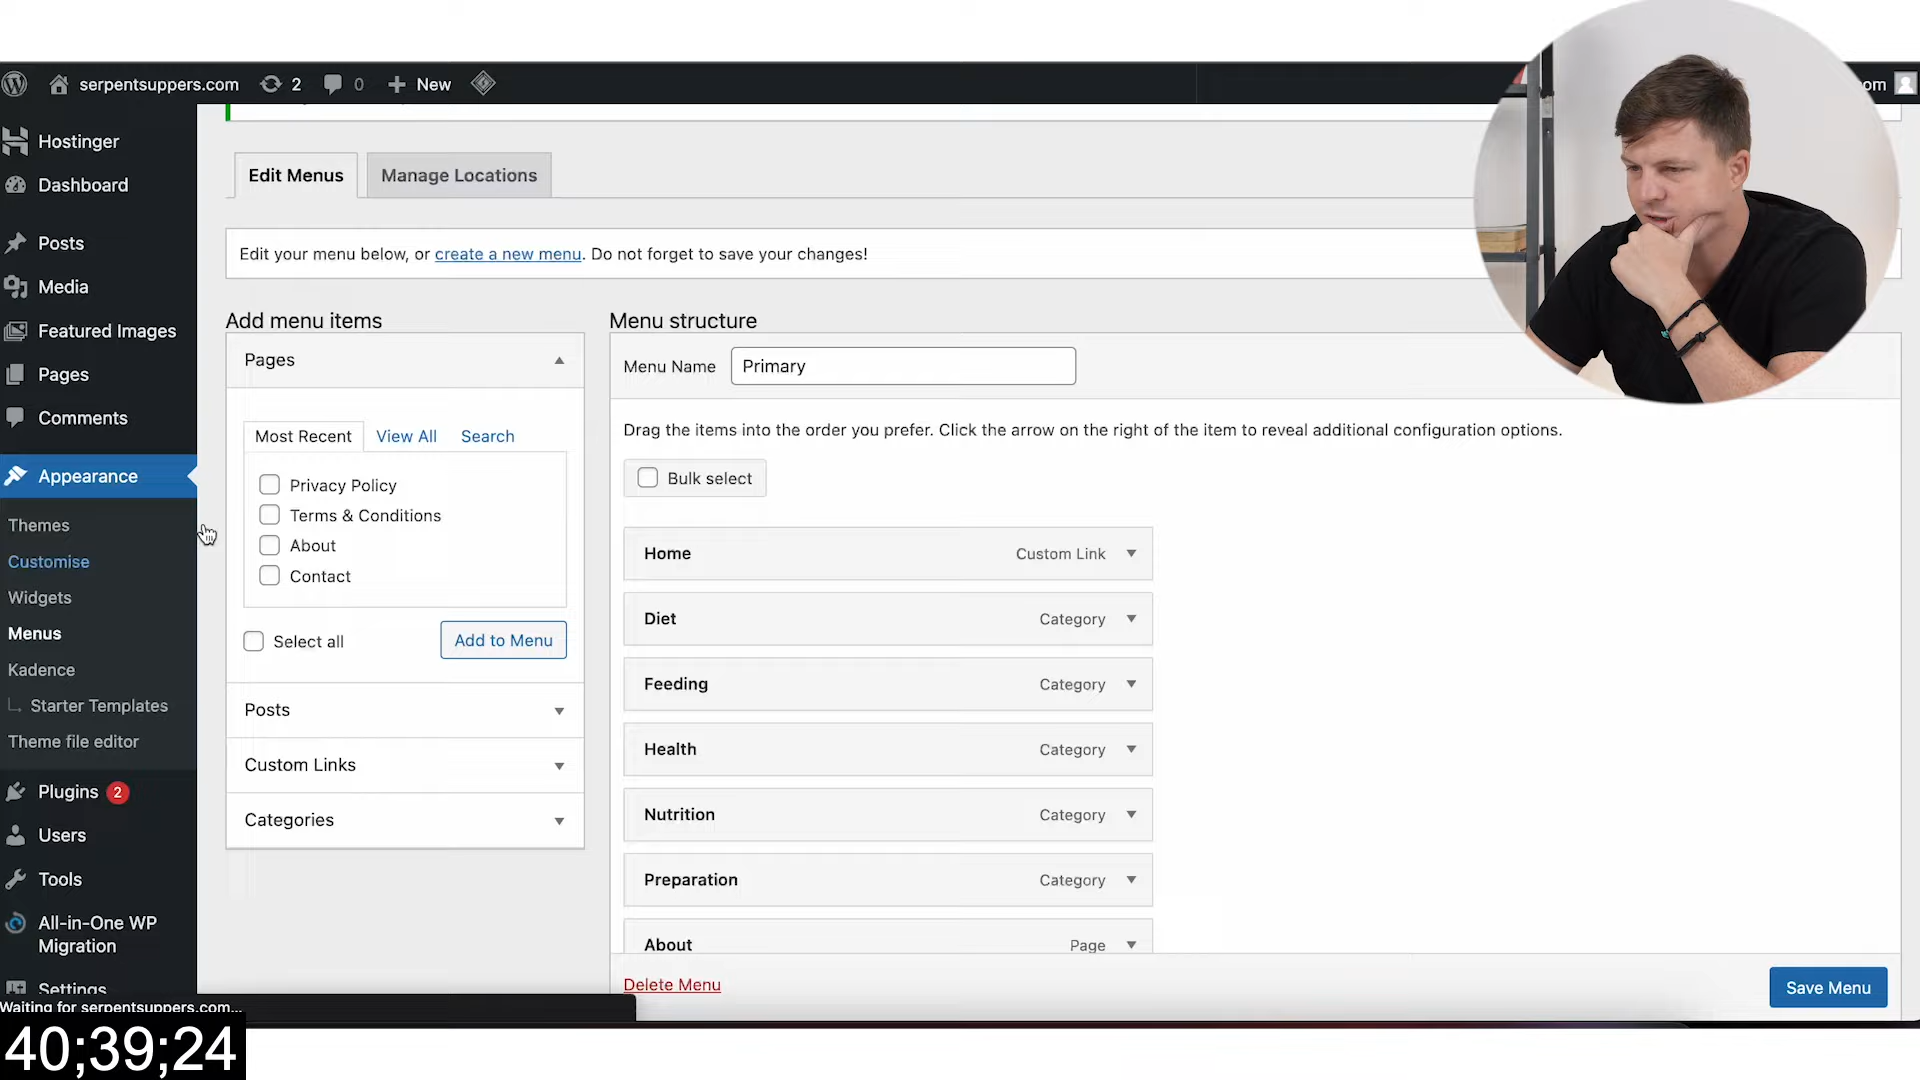 serpentsuppers.com 2 0 + New
om
Hostinger
Dashboard
Posts
Media
Featured Images
Pages
Comments
Appearance
Themes
Customise
Widgets
Menus
Kadence
Starter Templates
Theme file editor
Plugins 2
Users
Tools
All-in-One WP
Migration
Settings
Waiting for serpentsuppers.com...
40;39;24
Edit Menus
Manage Locations
Edit your menu below, or create a new menu. Do not forget to save your changes!
Add menu items
Pages
Most Recent View All Search
Privacy Policy
Terms & Conditions
About
Contact
Select all
Add to Menu
Posts
Custom Links
Categories
Menu structure
Menu Name Primary
Drag the items into the order you prefer. Click the arrow on the right of the item to reveal additional configuration options.
Bulk select
Home Custom Link
Diet Category
Feeding Category
Health Category
Nutrition Category
Preparation Category
About Page
Delete Menu
Save Menu